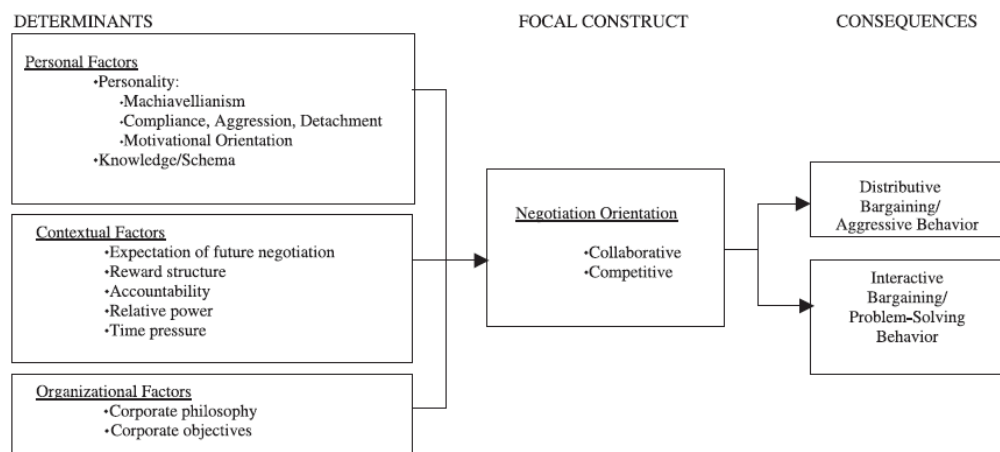 DETERMINANTS
Personal Factors
•Personality:
•Machiavellianism
•Compliance, Aggression, Detachment
•Motivational Orientation
•Knowledge/Schema
Contextual Factors
•Expectation of future negotiation
•Reward structure
•Accountability
•Relative power
•Time pressure
Organizational Factors
•Corporate philosophy
•Corporate objectives
FOCAL CONSTRUCT
Negotiation Orientation
•Collaborative
•Competitive
CONSEQUENCES
Distributive
Bargaining/
Aggressive Behavior
Interactive
Bargaining/
Problem-Solving
Behavior